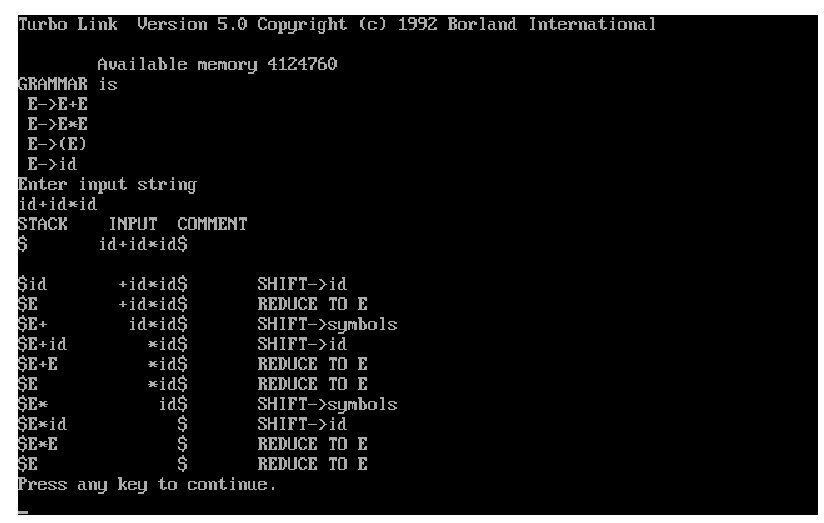 Turbo Link  Version 5.0 Copyright (c) 1992 Borland International
        Available memory 4124760
GRAMMAR is
 E->E+E
 E->E*E
 E->(E)
 E->id
Enter input string
id+id*id
STACK    INPUT  COMMENT
$       id+id*id$
$id       +id*id$       SHIFT->id
$E        +id*id$       REDUCE TO E
$E+        id*id$       SHIFT->symbols
$E+id        *id$       SHIFT->id
$E+E         *id$       REDUCE TO E
$E           *id$       REDUCE TO E
$E*           id$       SHIFT->symbols
$E*id           $       SHIFT->id
$E*E            $       REDUCE TO E
$E              $       REDUCE TO E
Press any key to continue.